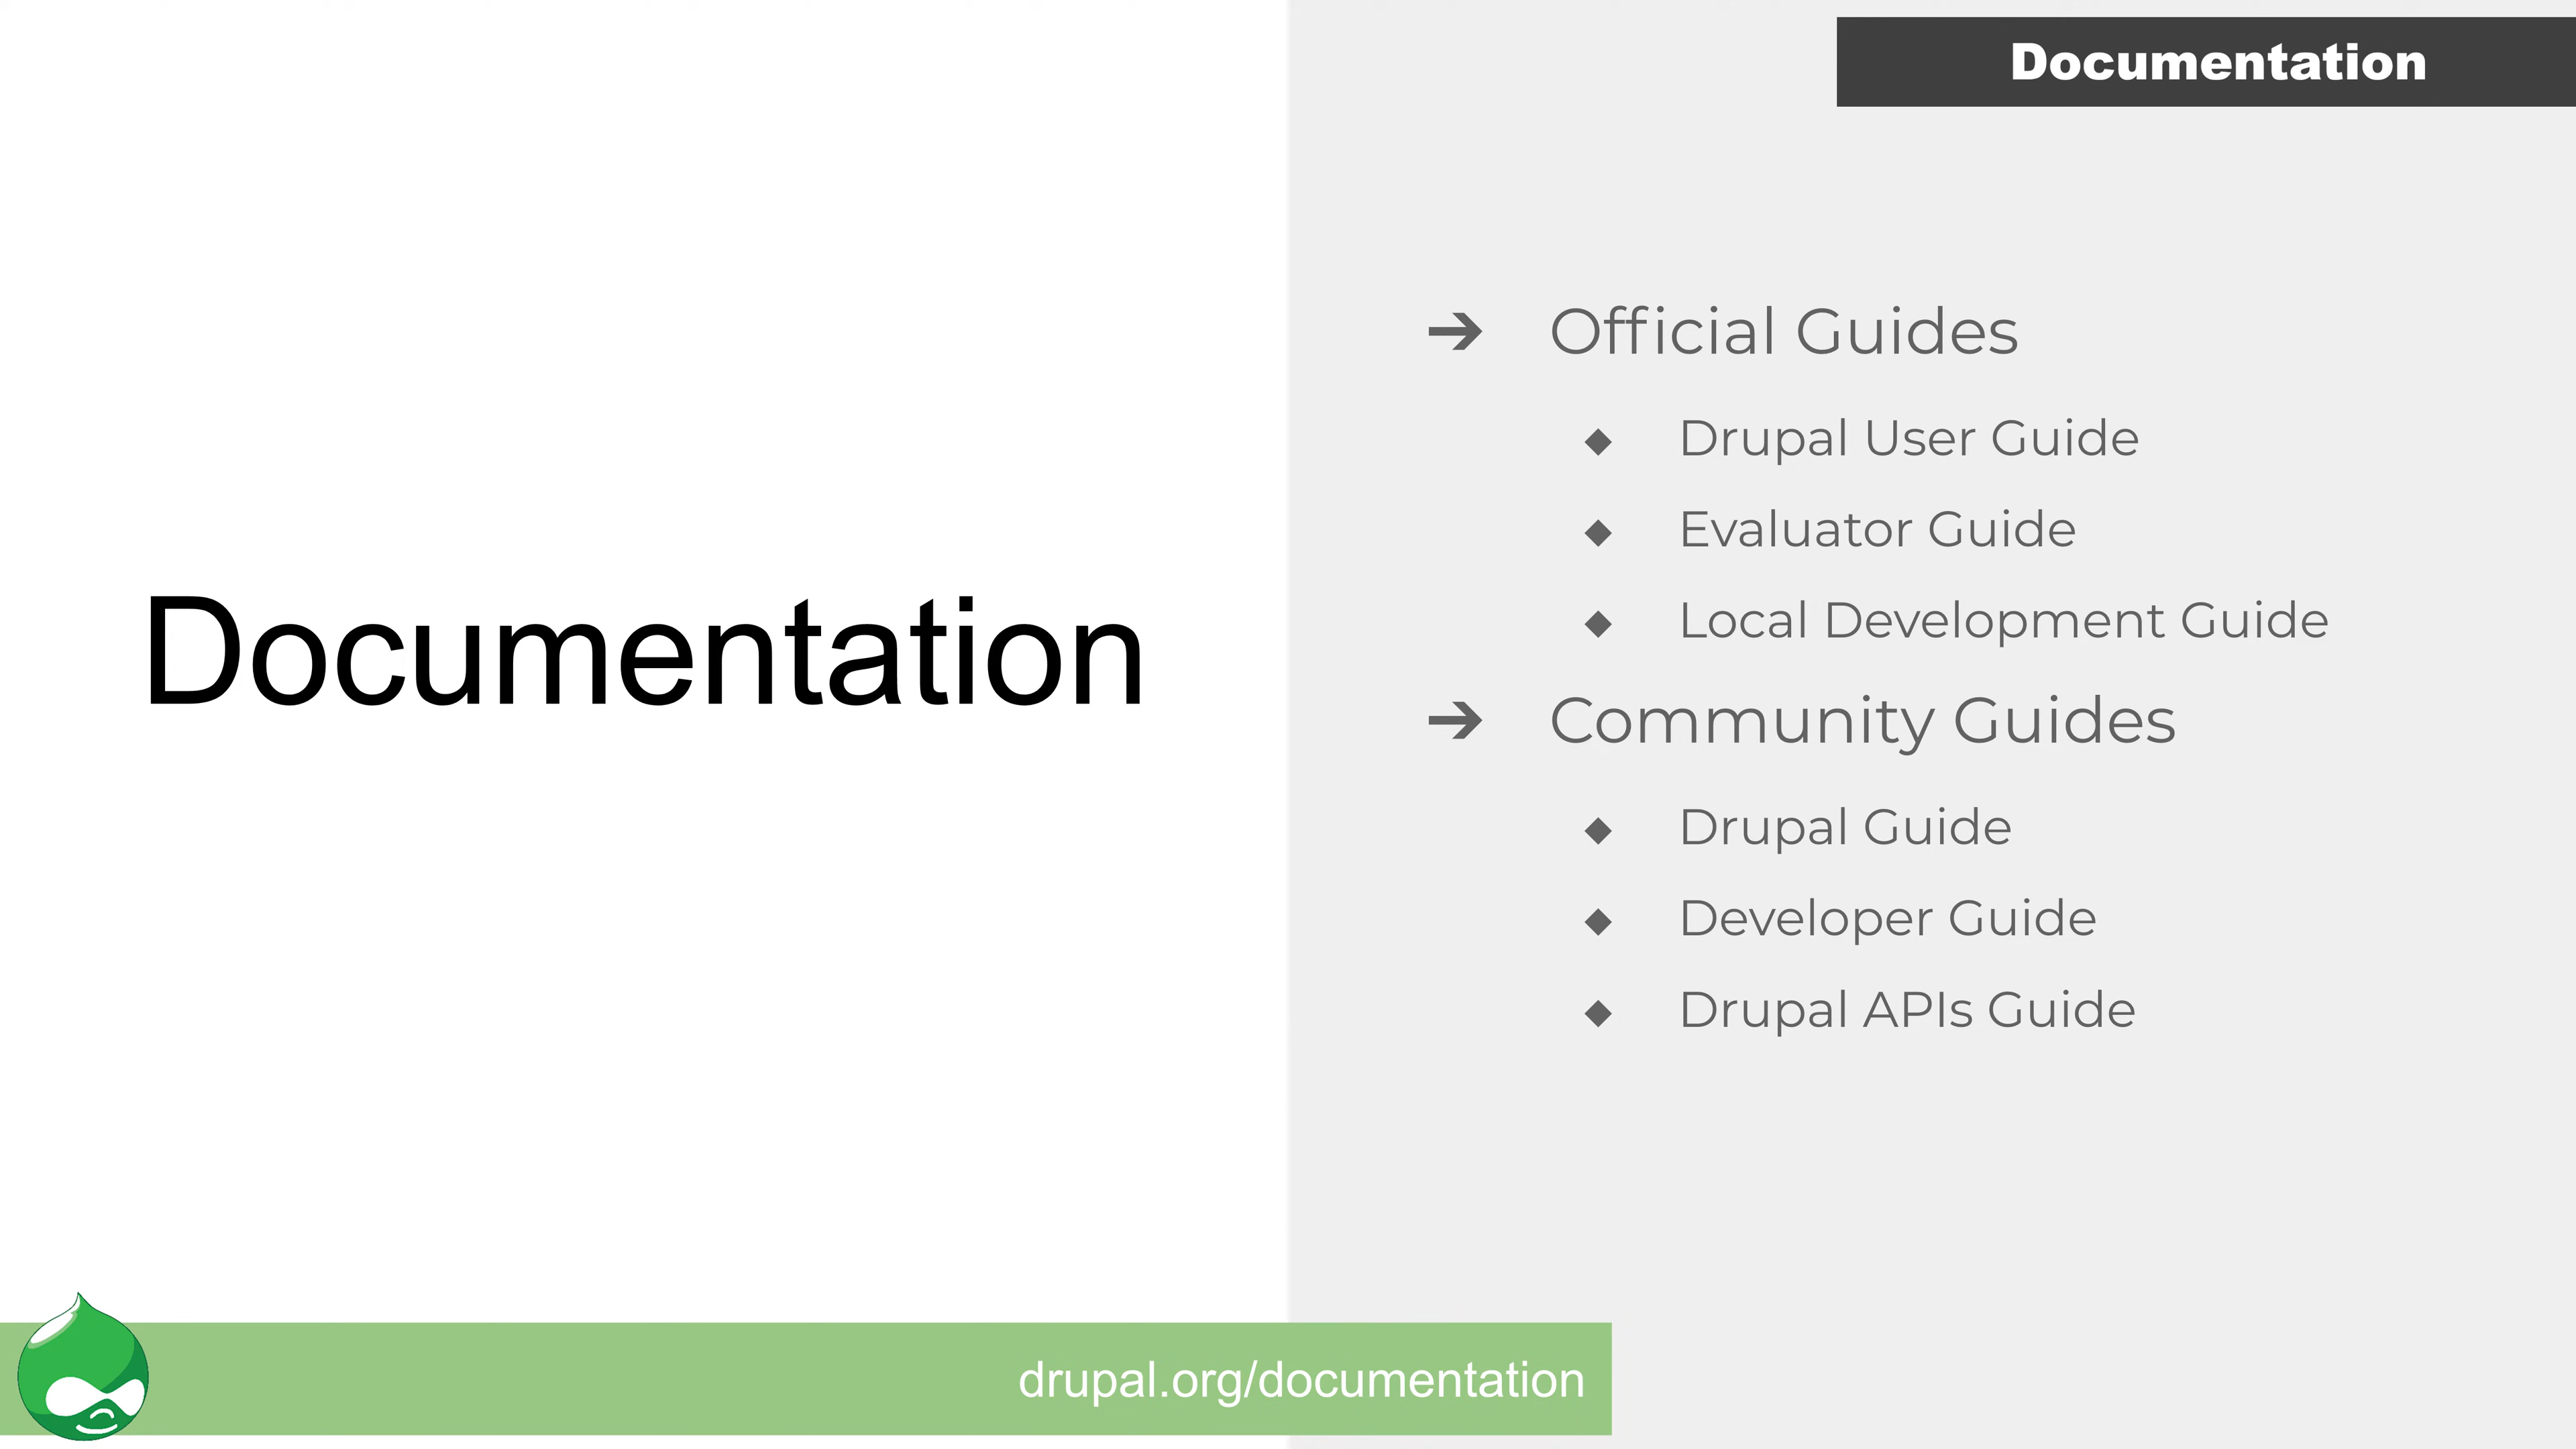 Documentation
Documentation
➔ Official Guides
◆ Drupal User Guide
◆ Evaluator Guide
◆ Local Development Guide
➔ Community Guides
◆ Drupal Guide
◆ Developer Guide
◆ Drupal APIs Guide
drupal.org/documentation